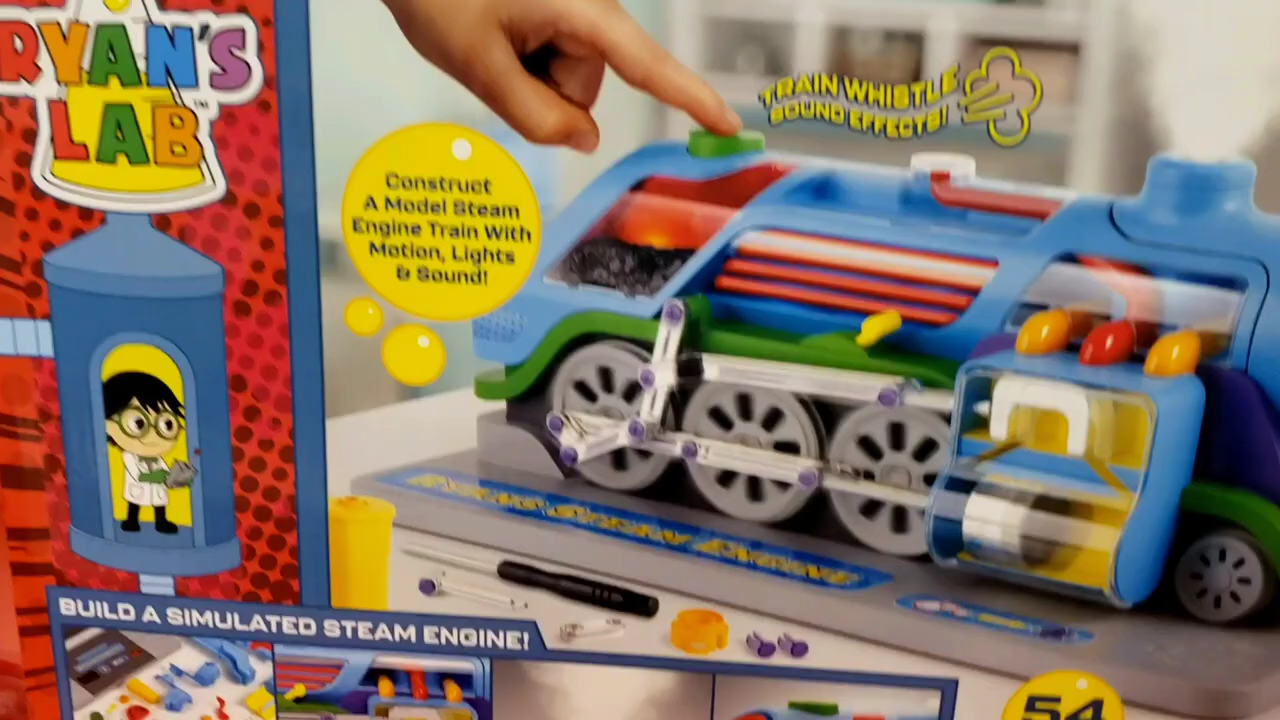 RYAN'S
LAB™
TRAIN WHISTLE
SOUND EFFECTS!
Construct
A Model Steam
Engine Train With
Motion, Lights
& Sound!
BUILD A SIMULATED STEAM ENGINE!
54